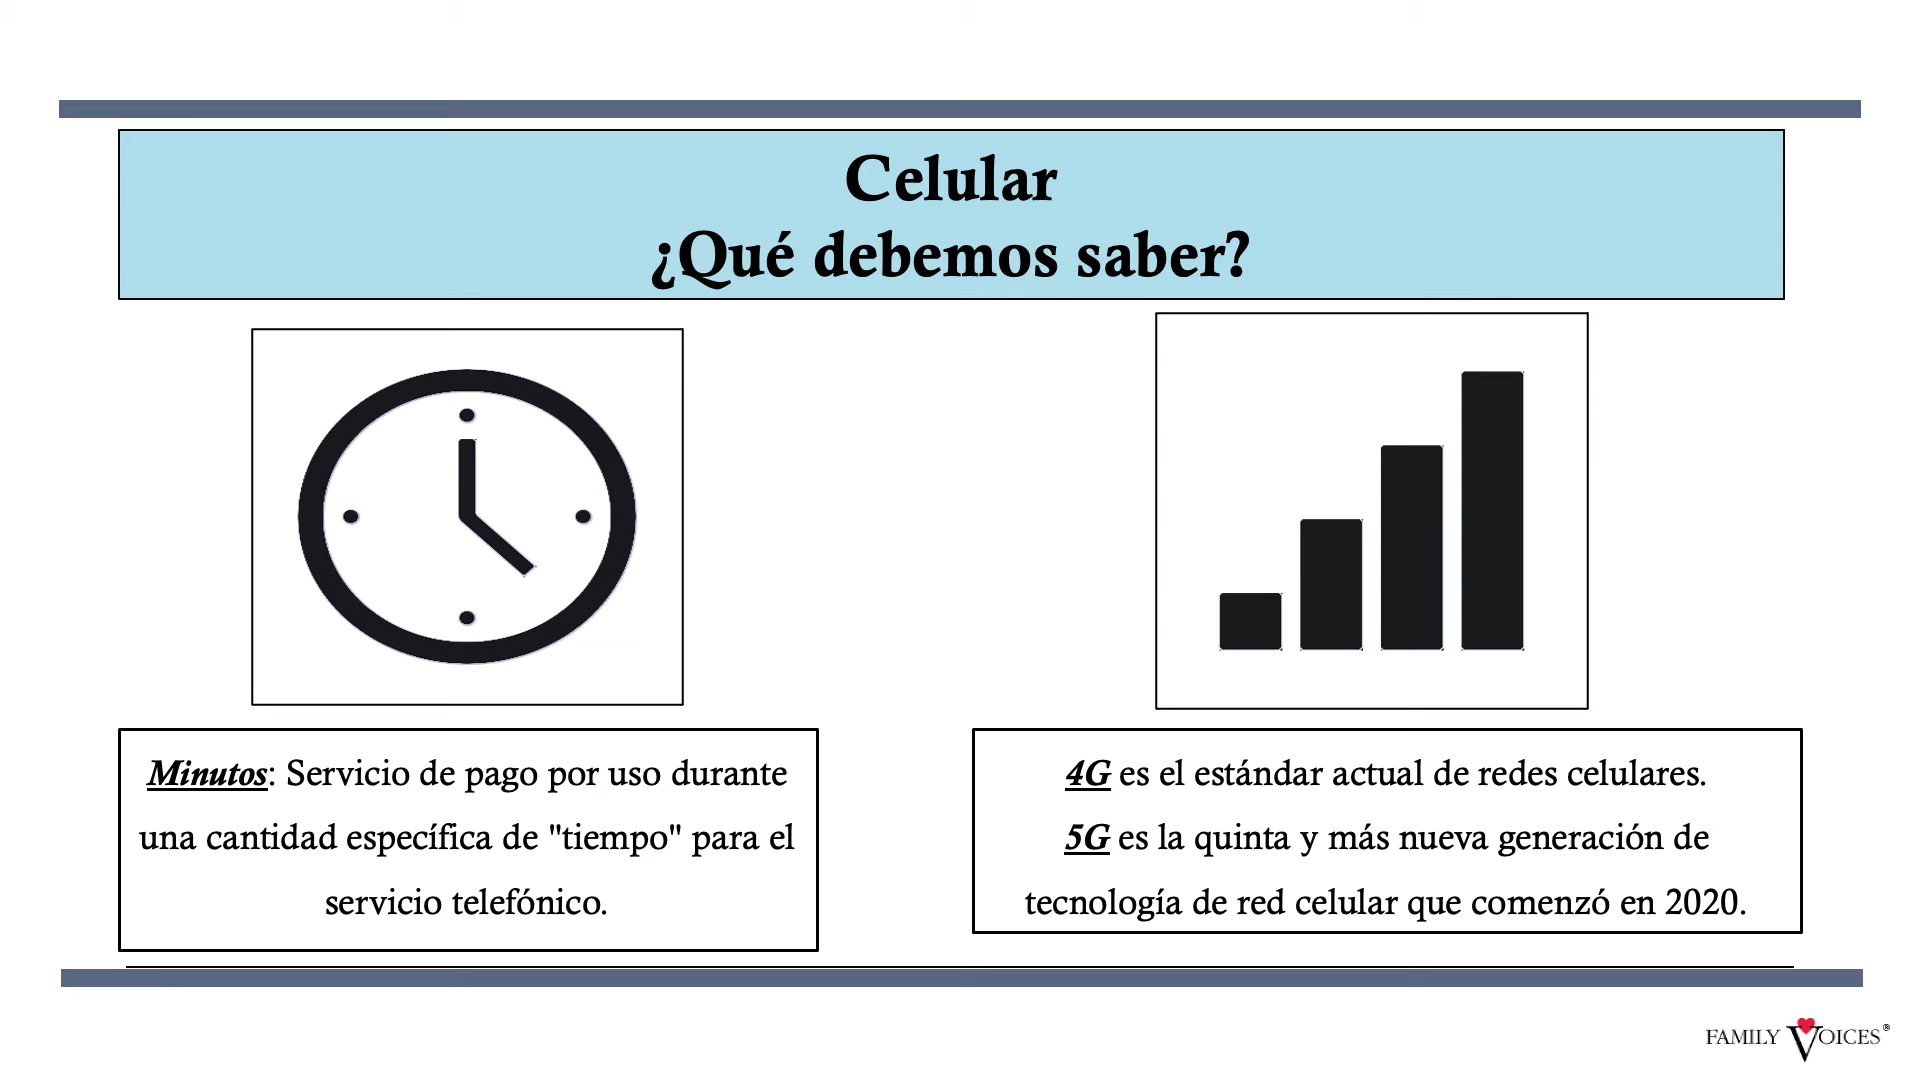 Celular
¿Qué debemos saber?
Minutos: Servicio de pago por uso durante
una cantidad específica de "tiempo" para el
servicio telefónico.
4G es el estándar actual de redes celulares.
5G es la quinta y más nueva generación de
tecnología de red celular que comenzó en 2020.
FAMILY VOICES®